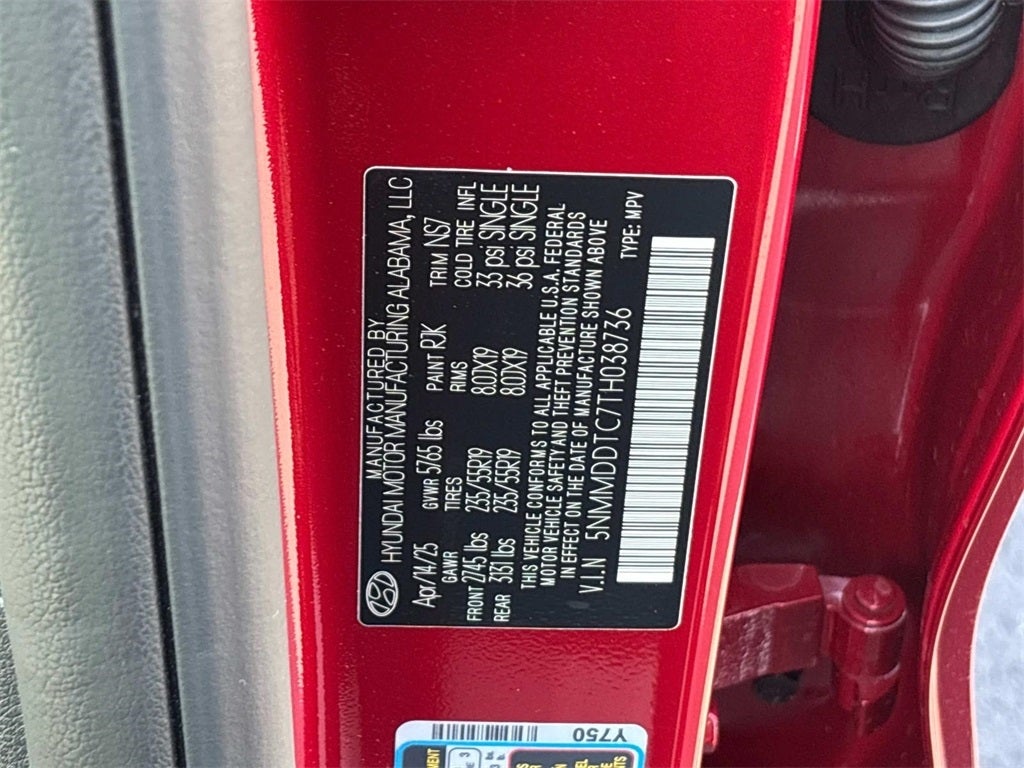 MANUFACTURED BY
HYUNDAI MOTOR MANUFACTURING ALABAMA, LLC
Apr/14/25 GVWR 5765 lbs PAINT RJK TRIM NS7
GAWR TIRES RIMS COLD TIRE INFL
FRONT 2745 lbs 235/55R19 8.0JX19 33 psi SINGLE
REAR 3131 lbs 235/55R19 8.0JX19 36 psi SINGLE
THIS VEHICLE CONFORMS TO ALL APPLICABLE U.S.A. FEDERAL
MOTOR VEHICLE SAFETY AND THEFT PREVENTION STANDARDS
IN EFFECT ON THE DATE OF MANUFACTURE SHOWN ABOVE
V.I.N 5NMMDDTC7TH038736 TYPE: MPV
Y750